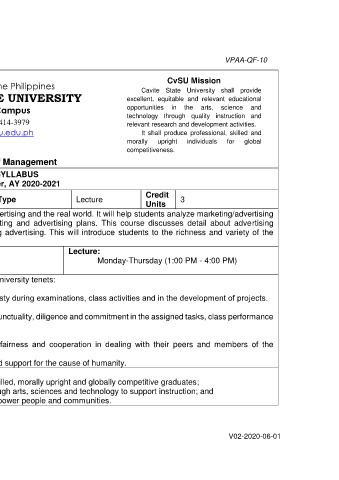 VPAA-QF-10
he Philippines
E UNIVERSITY
Campus
414-3979
u.edu.ph
CvSU Mission
Cavite State University shall provide
excellent, equitable and relevant educational
opportunities in the arts, science and
technology through quality instruction and
relevant research and development activities.
It shall produce professional, skilled and
morally upright individuals for global
competitiveness.
f Management
SYLLABUS
er, AY 2020-2021
Type
Lecture
Credit
Units
3
ertising and the real world. It will help students analyze marketing/advertising
ting and advertising plans. This course discusses detail about advertising
g advertising. This will introduce students to the richness and variety of the
Lecture:
Monday-Thursday (1:00 PM - 4:00 PM)
niversity tenets:
sty during examinations, class activities and in the development of projects.
unctuality, diligence and commitment in the assigned tasks, class performance
fairness and cooperation in dealing with their peers and members of the
d support for the cause of humanity.
illed, morally upright and globally competitive graduates;
ugh arts, sciences and technology to support instruction; and
power people and communities.
V02-2020-06-01